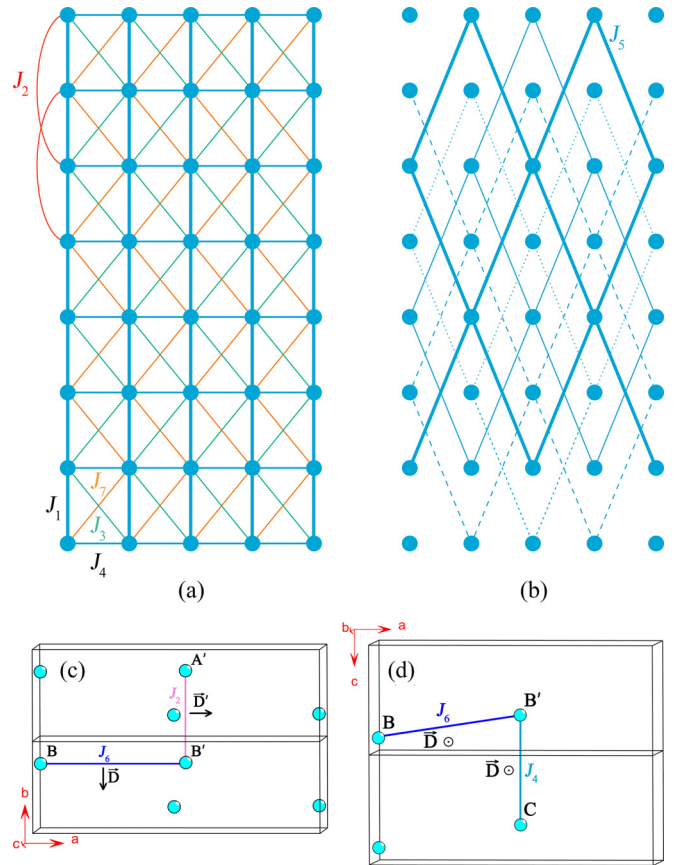 J₂
J₅
J₇
J₁
J₃
J₄
(a)
(b)
(c)
A′
J₂
D⃗′
B
J₆
B′
D⃗
b
c
a
(d)
b
a
c
B′
J₆
B
D⃗ ⊙
D⃗ ⊙
J₄
C